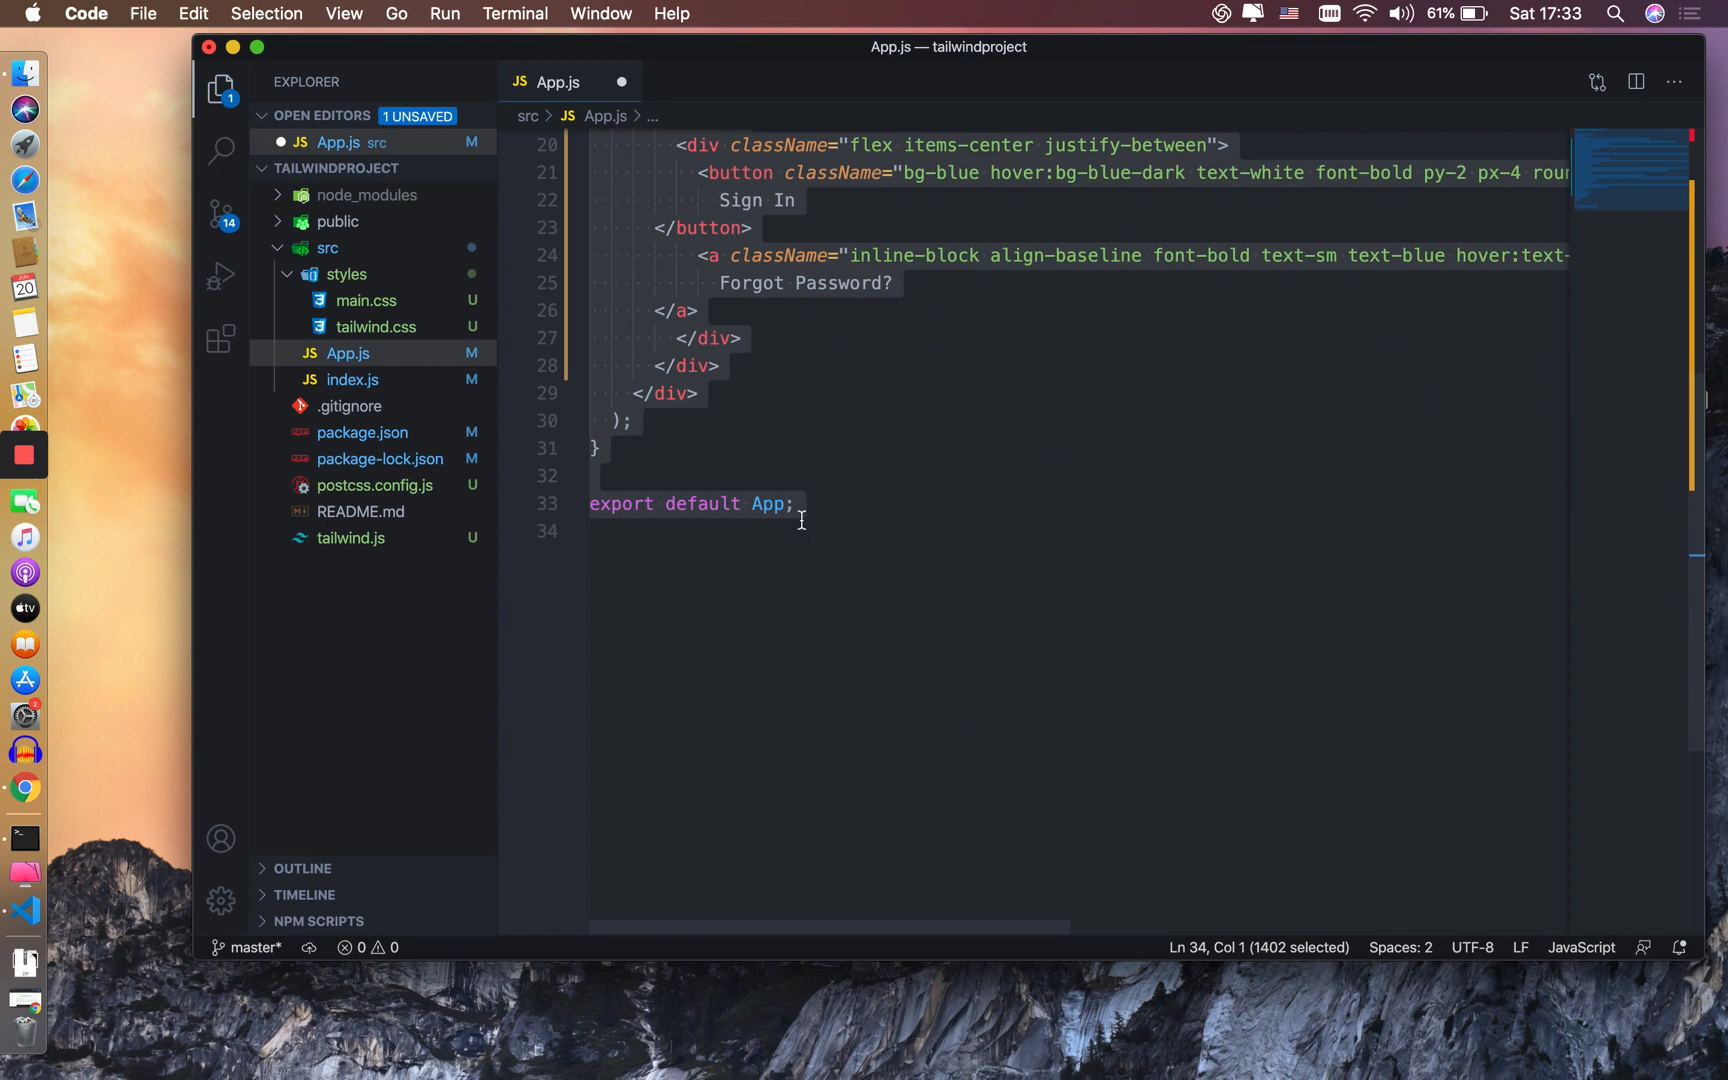 Code File Edit Selection View Go Run Terminal Window Help 61% Sat 17:33
App.js — tailwindproject
EXPLORER
JS App.js
OPEN EDITORS 1 UNSAVED
src > JS App.js > ...
JS App.js src M
TAILWINDPROJECT
node_modules
public
src
styles
main.css U
tailwind.css U
JS App.js M
JS index.js M
.gitignore
package.json M
package-lock.json M
postcss.config.js U
README.md
tailwind.js U
OUTLINE
TIMELINE
NPM SCRIPTS
1
14
20 <div className="flex items-center justify-between">
21 <button className="bg-blue hover:bg-blue-dark text-white font-bold py-2 px-4 roun
22 Sign In
23 </button>
24 <a className="inline-block align-baseline font-bold text-sm text-blue hover:text-
25 Forgot Password?
26 </a>
27 </div>
28 </div>
29 </div>
30 );
31 }
32
33 export default App;
34
master* 0 0 Ln 34, Col 1 (1402 selected) Spaces: 2 UTF-8 LF JavaScript
JUN
20
tv
2